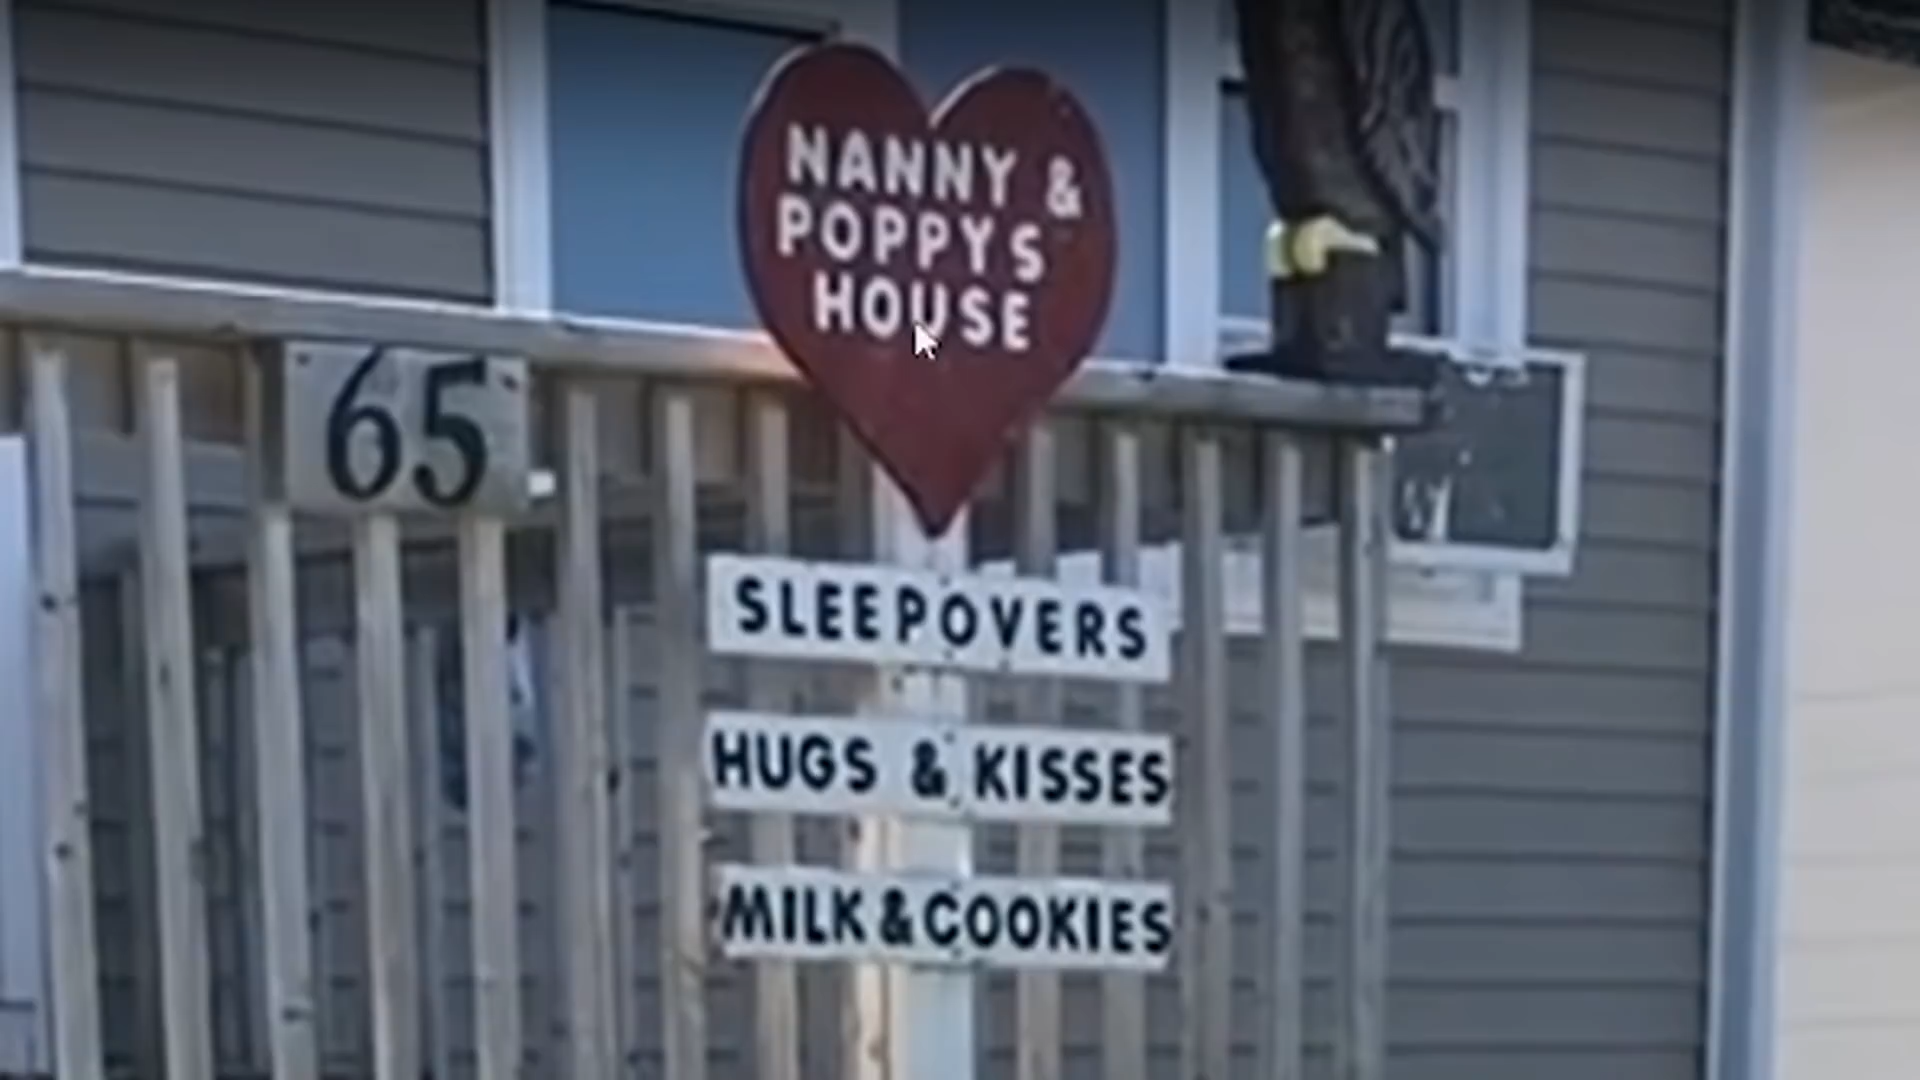 NANNY &
POPPYS
HOUSE
65
SLEEPOVERS
HUGS & KISSES
MILK & COOKIES